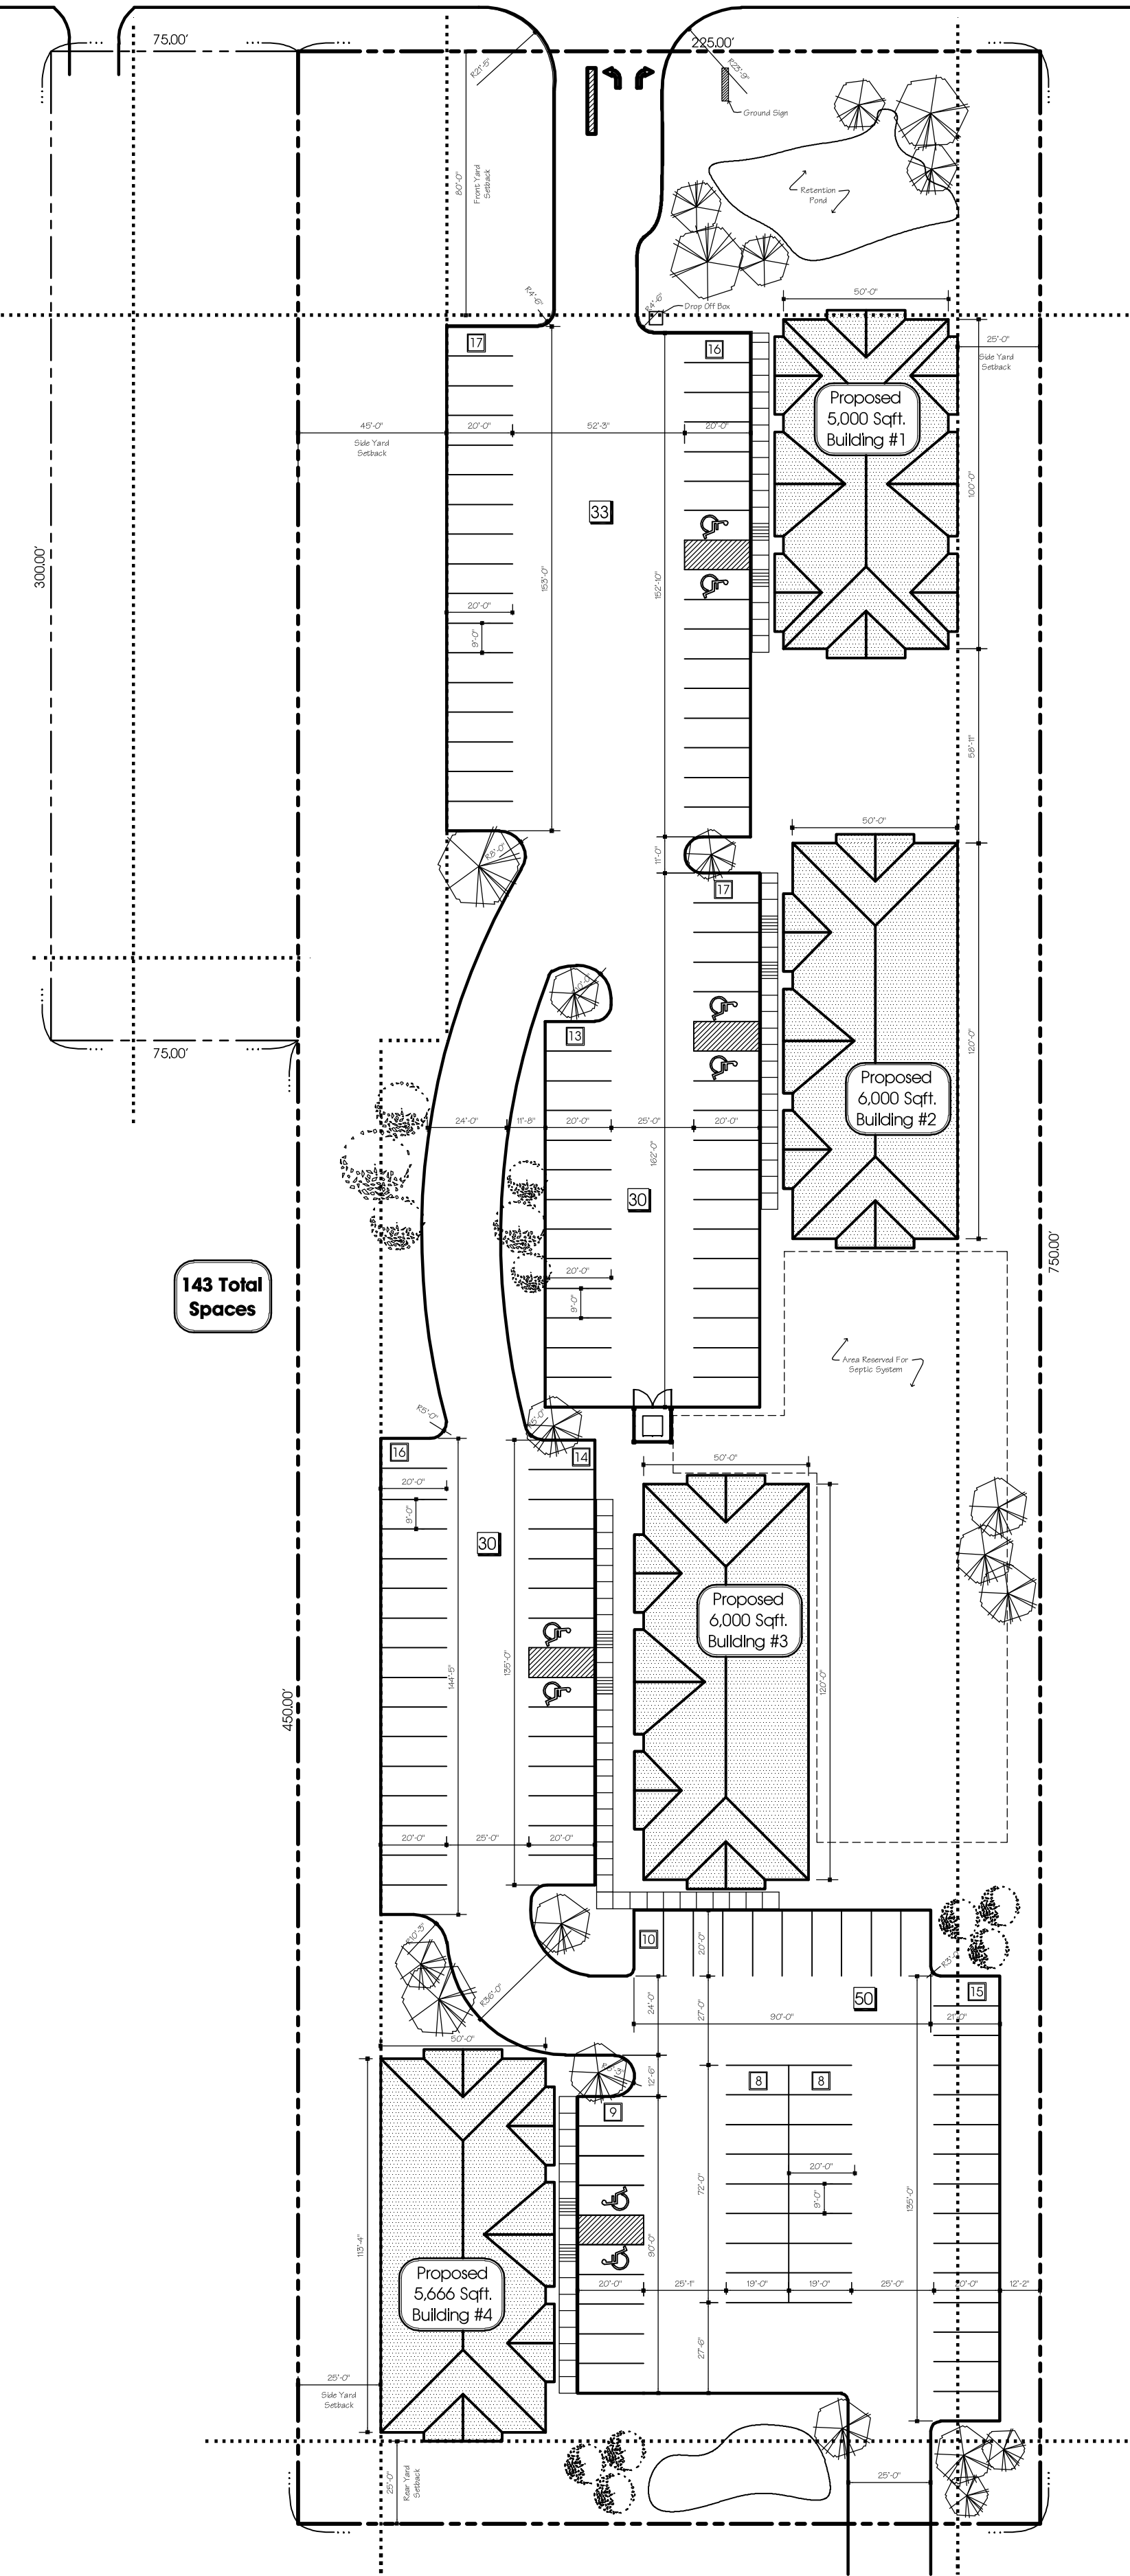 75.00'
225.00'
R21'-5"
R23'-9"
Ground Sign
80'-0"
Front Yard
Setback
Retention
Pond
R4'-6"
R4'-6"
Drop Off Box
50'-0"
17
16
25'-0"
Side Yard
Setback
Proposed
5,000 Sqft.
Building #1
45'-0"
20'-0"
52'-3"
20'-0"
Side Yard
Setback
100'-0"
33
300.00'
153'-0"
152'-10"
20'-0"
9'-0"
58'-11"
50'-0"
R8'-0"
11'-0"
17
13
75.00'
120'-0"
Proposed
6,000 Sqft.
Building #2
24'-0"
11'-8"
20'-0"
25'-0"
20'-0"
162'-0"
30
750.00'
143 Total
Spaces
20'-0"
9'-0"
Area Reserved For
Septic System
R5'-0"
16
14
50'-0"
20'-0"
9'-0"
30
Proposed
6,000 Sqft.
Building #3
144'-5"
135'-0"
120'-0"
450.00'
20'-0"
25'-0"
20'-0"
R10'-3"
10
20'-0"
R36'-0"
24'-0"
27'-0"
50
15
90'-0"
21'-0"
50'-0"
12'-6"
8
8
9
20'-0"
9'-0"
72'-0"
135'-0"
113'-4"
90'-0"
Proposed
5,666 Sqft.
Building #4
20'-0"
25'-1"
19'-0"
19'-0"
25'-0"
20'-0"
12'-2"
27'-6"
25'-0"
Side Yard
Setback
25'-0"
Rear Yard
Setback
25'-0"